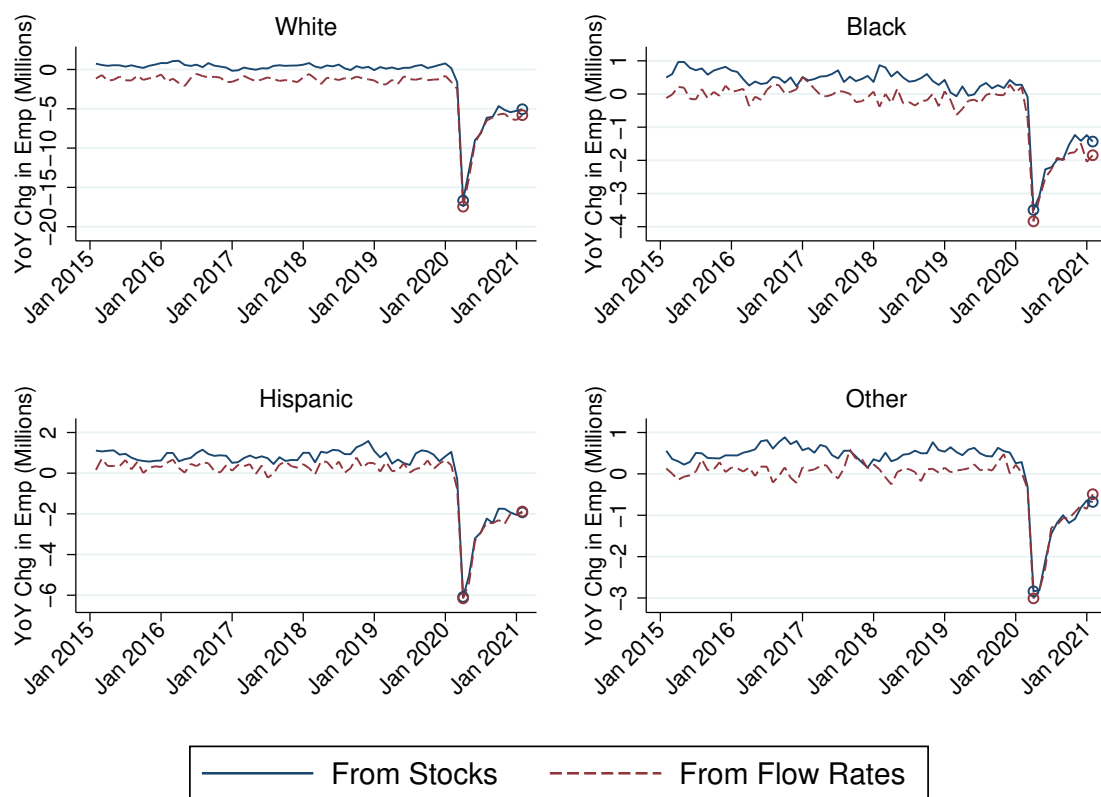 White
YoY Chg in Emp (Millions)
0
−5
−10
−15
−20
Jan 2015
Jan 2016
Jan 2017
Jan 2018
Jan 2019
Jan 2020
Jan 2021
Black
YoY Chg in Emp (Millions)
1
0
−1
−2
−3
−4
Jan 2015
Jan 2016
Jan 2017
Jan 2018
Jan 2019
Jan 2020
Jan 2021
Hispanic
YoY Chg in Emp (Millions)
2
0
−2
−4
−6
Jan 2015
Jan 2016
Jan 2017
Jan 2018
Jan 2019
Jan 2020
Jan 2021
Other
YoY Chg in Emp (Millions)
1
0
−1
−2
−3
Jan 2015
Jan 2016
Jan 2017
Jan 2018
Jan 2019
Jan 2020
Jan 2021
From Stocks
From Flow Rates